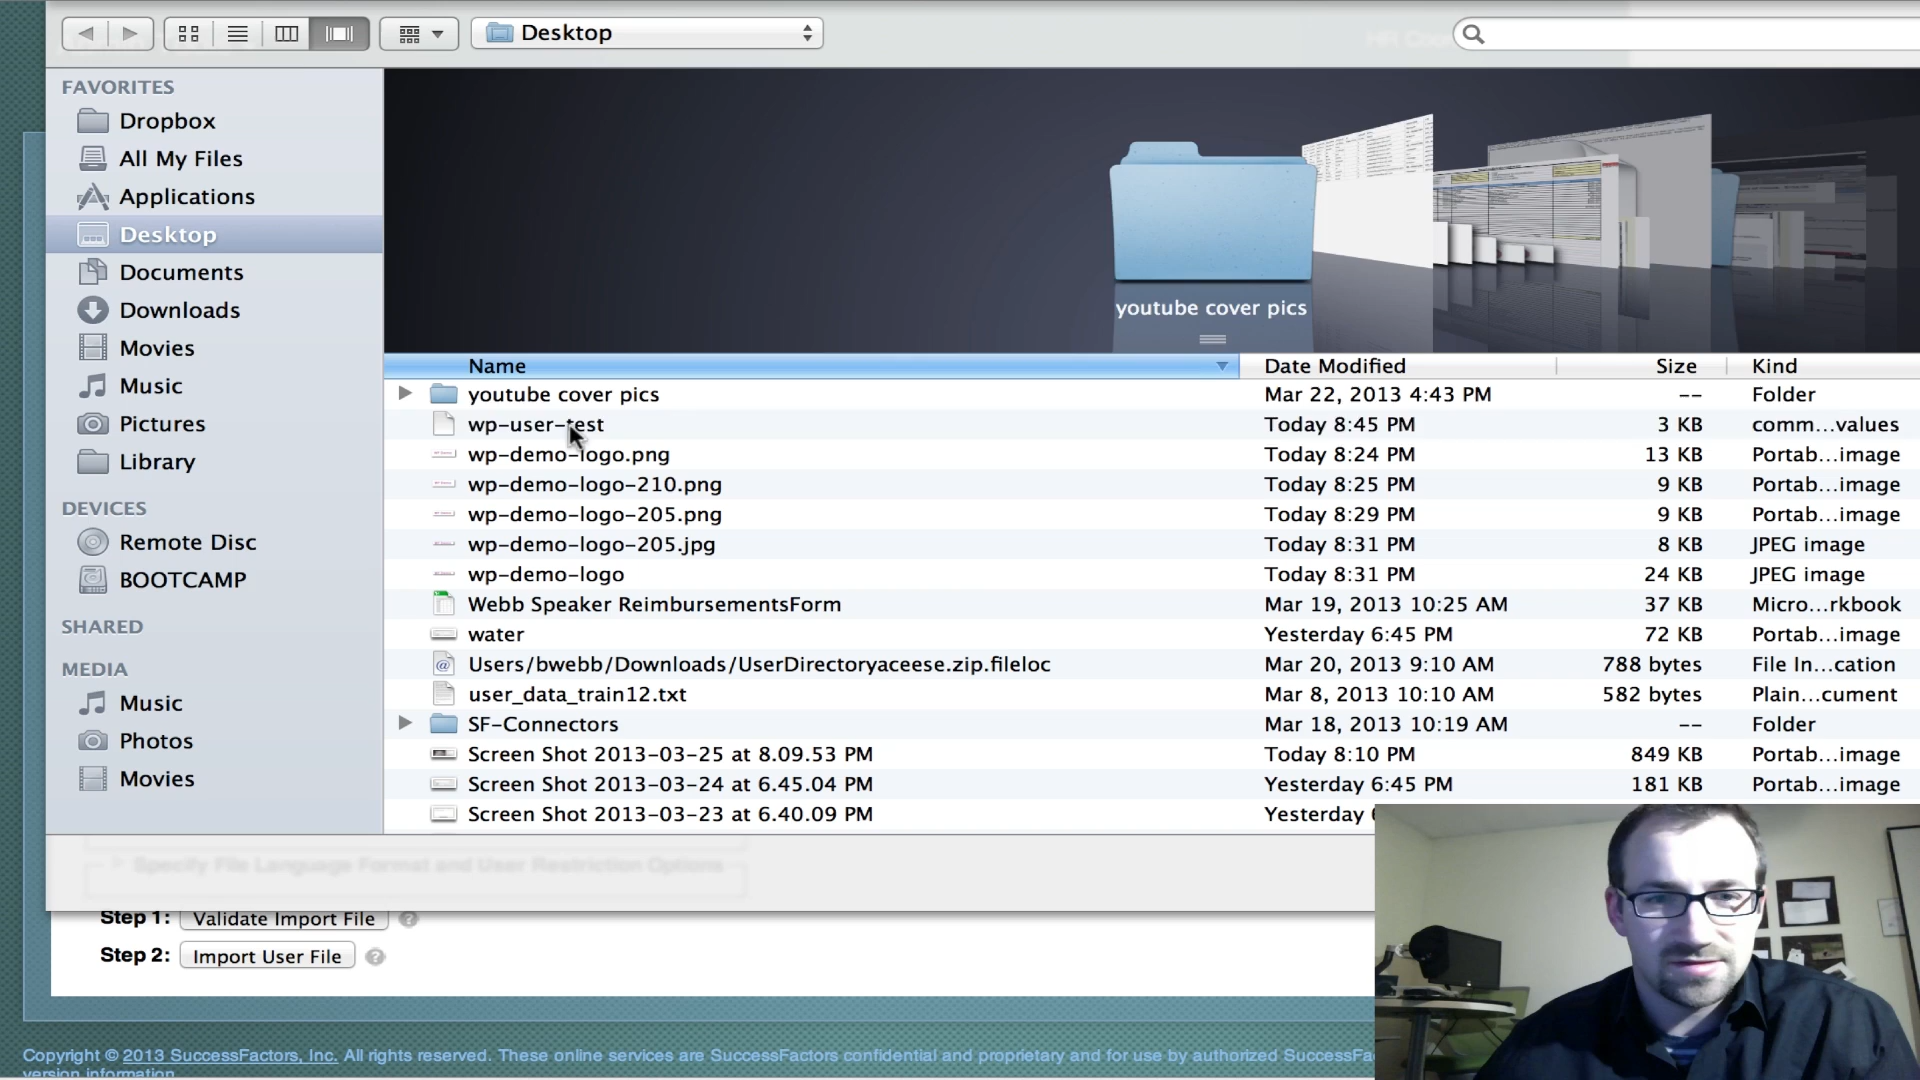 Desktop
FAVORITES
Dropbox
All My Files
Applications
Desktop
Documents
Downloads
Movies
Music
Pictures
Library
DEVICES
Remote Disc
BOOTCAMP
SHARED
MEDIA
Music
Photos
Movies
youtube cover pics
Name Date Modified Size Kind
youtube cover pics Mar 22, 2013 4:43 PM -- Folder
wp-user-test Today 8:45 PM 3 KB comm...values
wp-demo-logo.png Today 8:24 PM 13 KB Portab...image
wp-demo-logo-210.png Today 8:25 PM 9 KB Portab...image
wp-demo-logo-205.png Today 8:29 PM 9 KB Portab...image
wp-demo-logo-205.jpg Today 8:31 PM 8 KB JPEG image
wp-demo-logo Today 8:31 PM 24 KB JPEG image
Webb Speaker ReimbursementsForm Mar 19, 2013 10:25 AM 37 KB Micro...rkbook
water Yesterday 6:45 PM 72 KB Portab...image
Users/bwebb/Downloads/UserDirectoryaceese.zip.fileloc Mar 20, 2013 9:10 AM 788 bytes File In...cation
user_data_train12.txt Mar 8, 2013 10:10 AM 582 bytes Plain...cument
SF-Connectors Mar 18, 2013 10:19 AM -- Folder
Screen Shot 2013-03-25 at 8.09.53 PM Today 8:10 PM 849 KB Portab...image
Screen Shot 2013-03-24 at 6.45.04 PM Yesterday 6:45 PM 181 KB Portab...image
Screen Shot 2013-03-23 at 6.40.09 PM Yesterday
Specify File Language Format and User Restriction Options
Step 1: Validate Import File ?
Step 2: Import User File ?
Copyright © 2013 SuccessFactors, Inc. All rights reserved. These online services are SuccessFactors confidential and proprietary and for use by authorized SuccessFa
version information